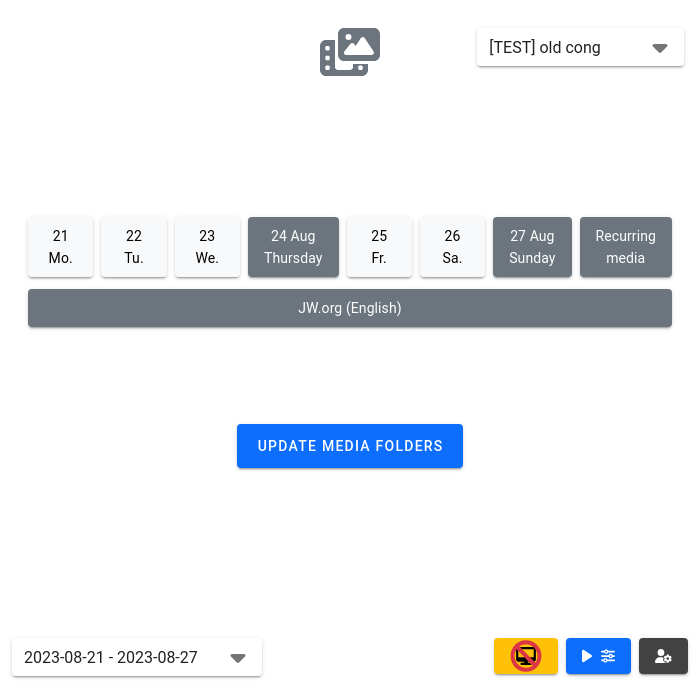 [TEST] old cong
21
Mo.
22
Tu.
23
We.
24 Aug
Thursday
25
Fr.
26
Sa.
27 Aug
Sunday
Recurring
media
JW.org (English)
UPDATE MEDIA FOLDERS
2023-08-21 - 2023-08-27